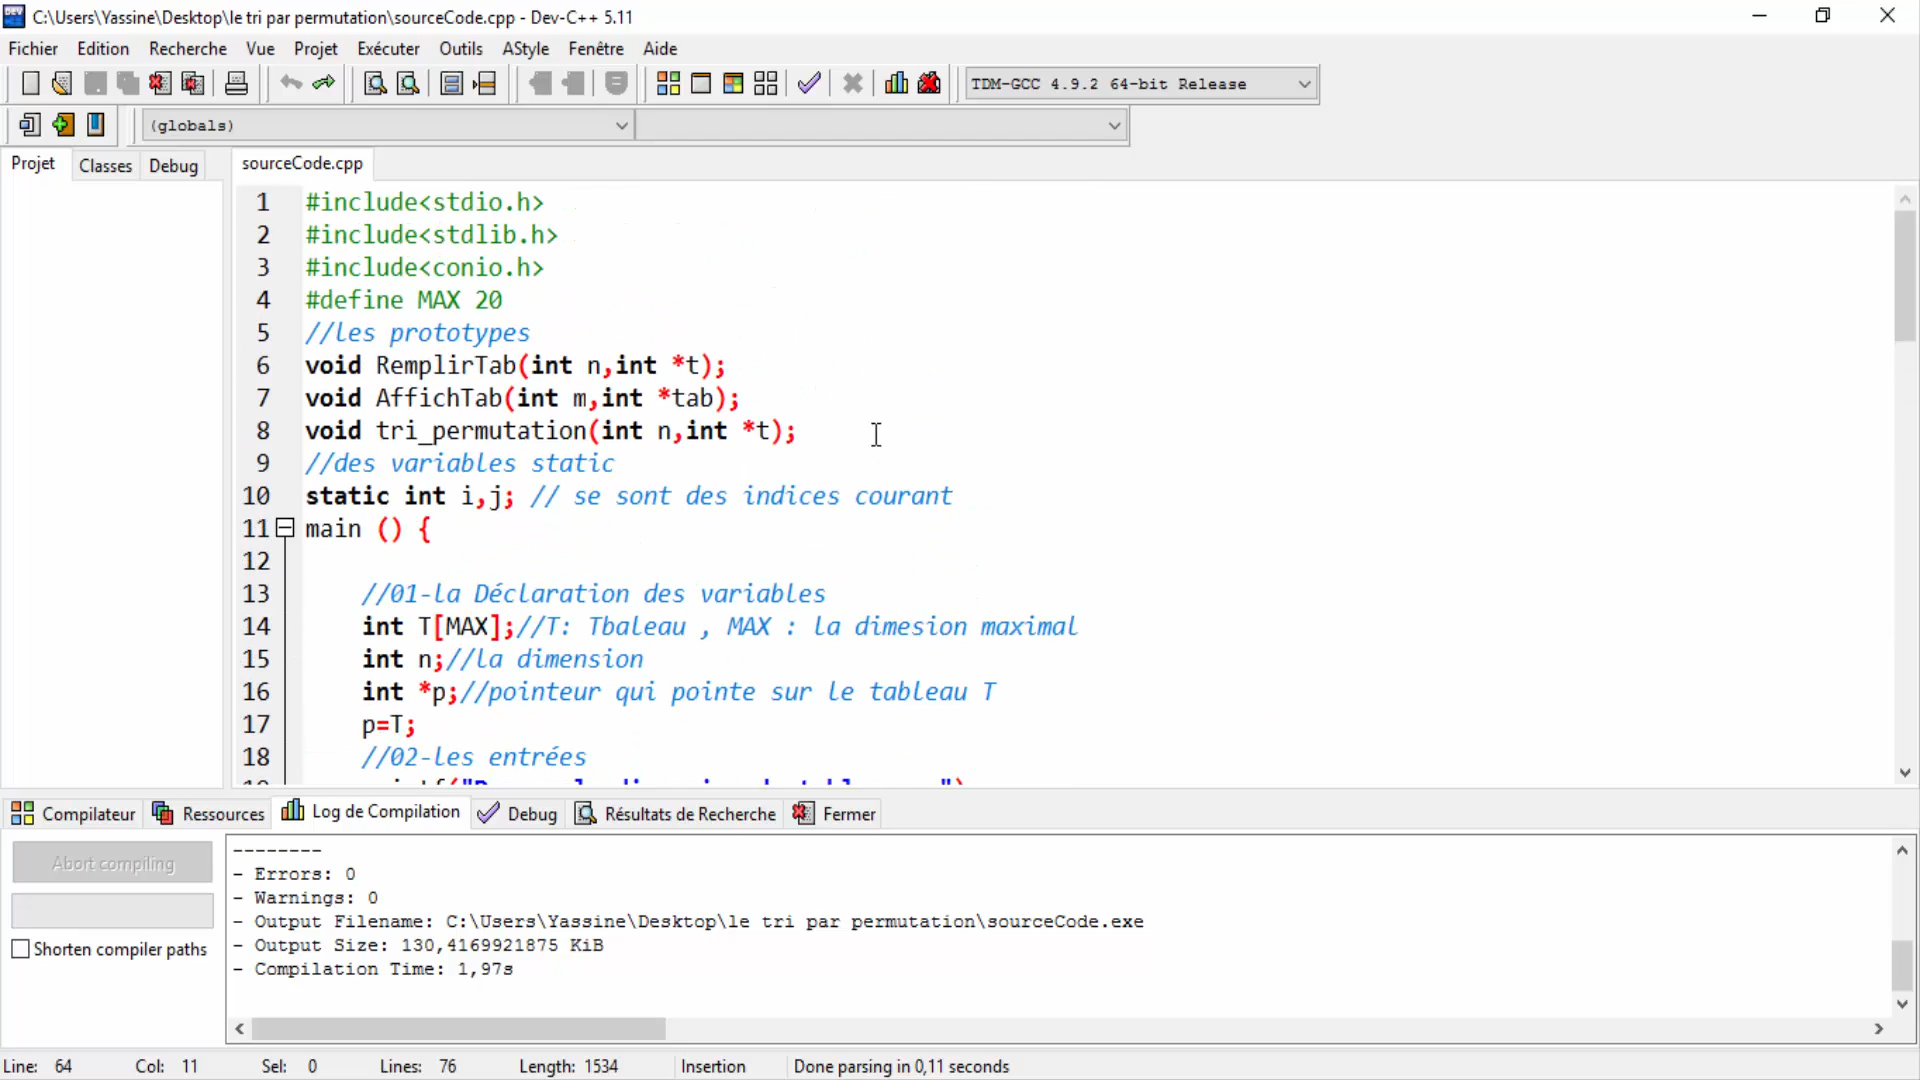 C:\Users\Yassine\Desktop\le tri par permutation\sourceCode.cpp - Dev-C++ 5.11
Fichier Edition Recherche Vue Projet Exécuter Outils AStyle Fenêtre Aide
TDM-GCC 4.9.2 64-bit Release
(globals)
Projet Classes Debug sourceCode.cpp
1 #include<stdio.h>
2 #include<stdlib.h>
3 #include<conio.h>
4 #define MAX 20
5 //les prototypes
6 void RemplirTab(int n,int *t);
7 void AffichTab(int m,int *tab);
8 void tri_permutation(int n,int *t);
9 //des variables static
10 static int i,j; // se sont des indices courant
11 main () {
12
13 //01-la Déclaration des variables
14 int T[MAX];//T: Tbaleau , MAX : la dimesion maximal
15 int n;//la dimension
16 int *p;//pointeur qui pointe sur le tableau T
17 p=T;
18 //02-les entrées
Compilateur Ressources Log de Compilation Debug Résultats de Recherche Fermer
Abort compiling
Shorten compiler paths
--------
- Errors: 0
- Warnings: 0
- Output Filename: C:\Users\Yassine\Desktop\le tri par permutation\sourceCode.exe
- Output Size: 130,4169921875 KiB
- Compilation Time: 1,97s
Line: 64 Col: 11 Sel: 0 Lines: 76 Length: 1534 Insertion Done parsing in 0,11 seconds